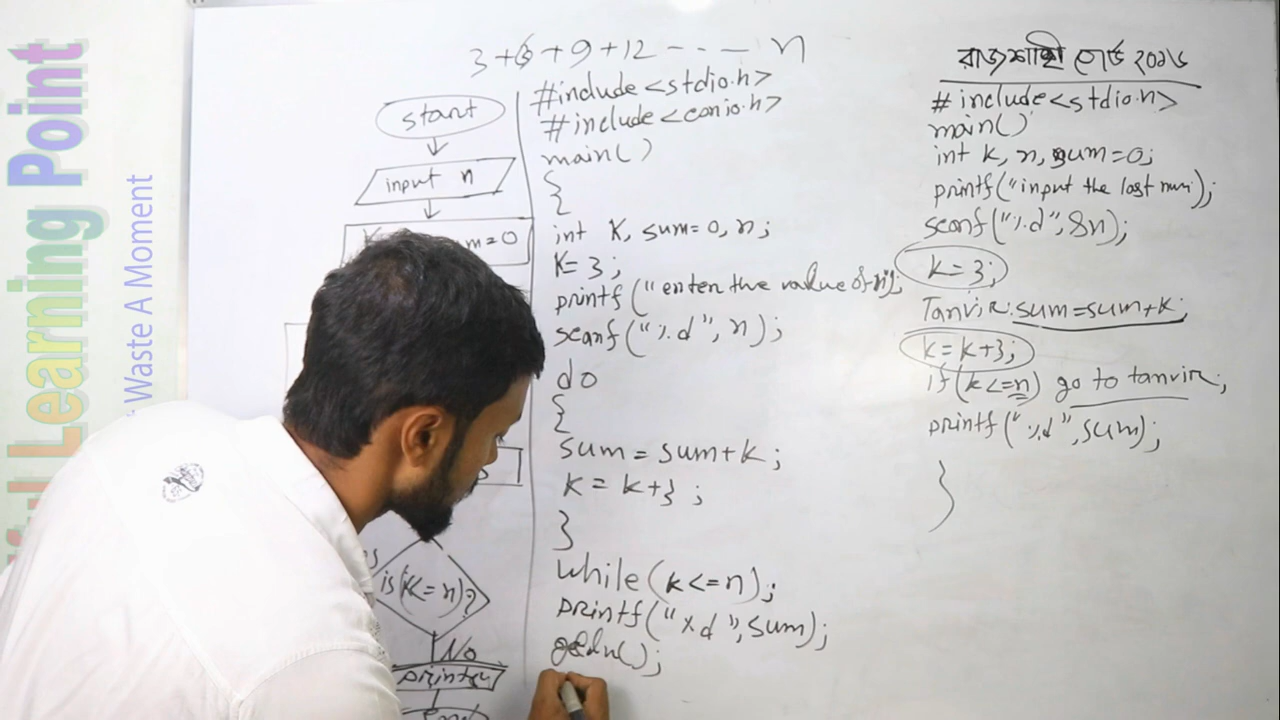 Learning Point
Waste A Moment
3+6+9+12 - - - - n
start
input n
m=0
is(K<=n)?
No
End
#include<stdio.h>
#include<conio.h>
main()
{
int K, sum=0, n;
K=3;
printf("enter the value of n");
scanf("%d", n);
do
{
sum = sum+k;
k = k+3;
}
while(k<=n);
printf("%d", sum);
getch();
রাজশাহী বোর্ড ২০১৬
#include<stdio.h>
main()
int k, n, sum=0;
printf("input the last num);
scanf("%d", &n);
k=3;
Tanvir: sum=sum+k;
k=k+3;
if(k<=n) go to tanvir;
printf("%d", sum);
}